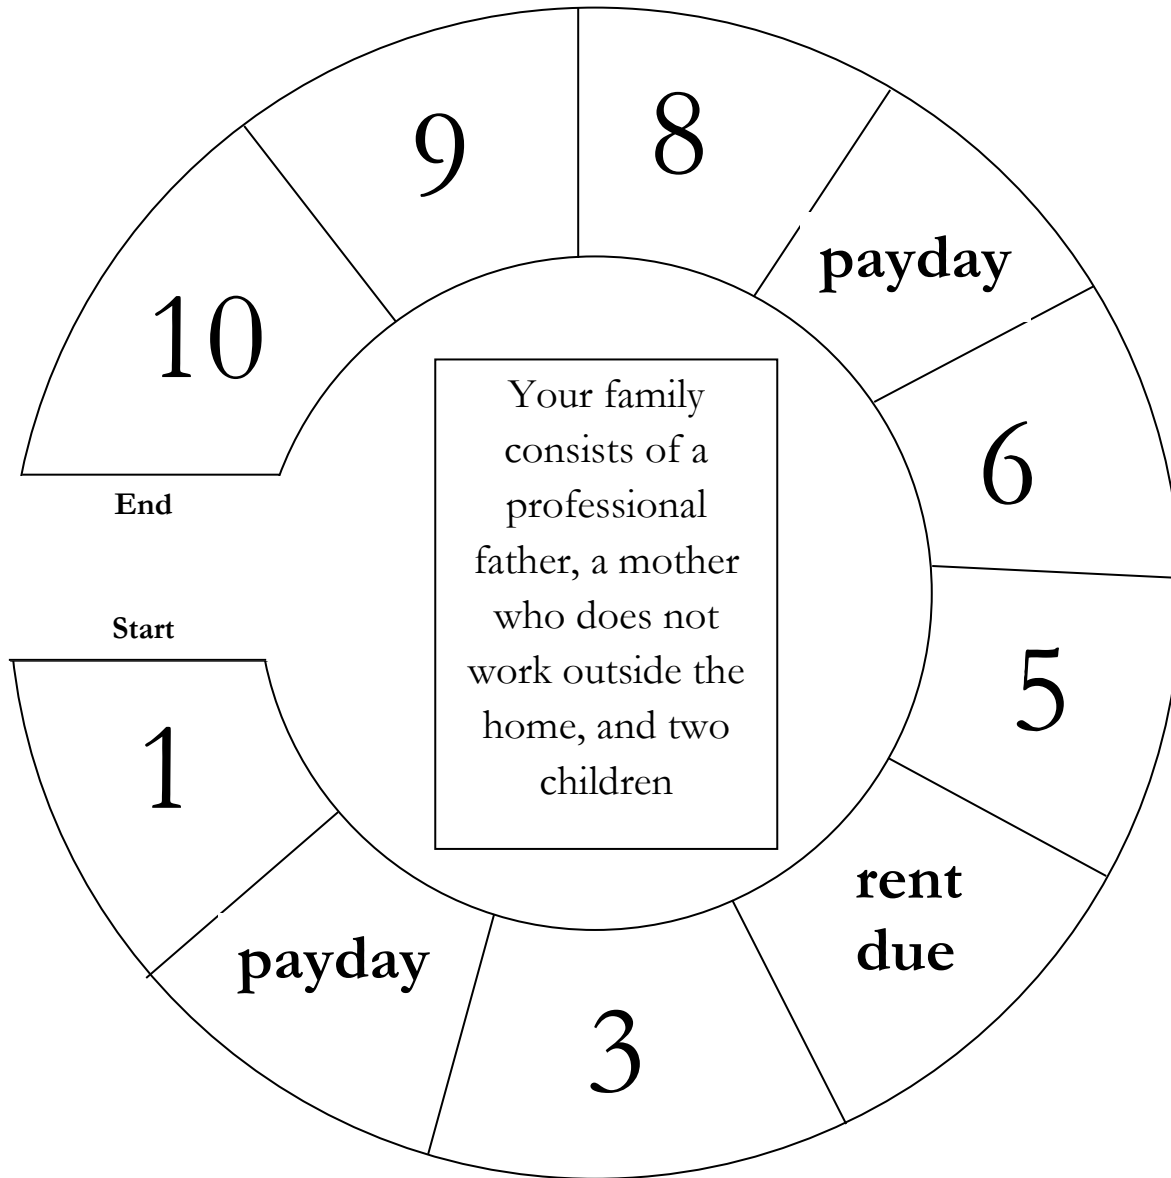 9
8
payday
10
6
Your family
consists of a
professional
father, a mother
who does not
work outside the
home, and two
children
End
Start
5
1
rent
due
payday
3